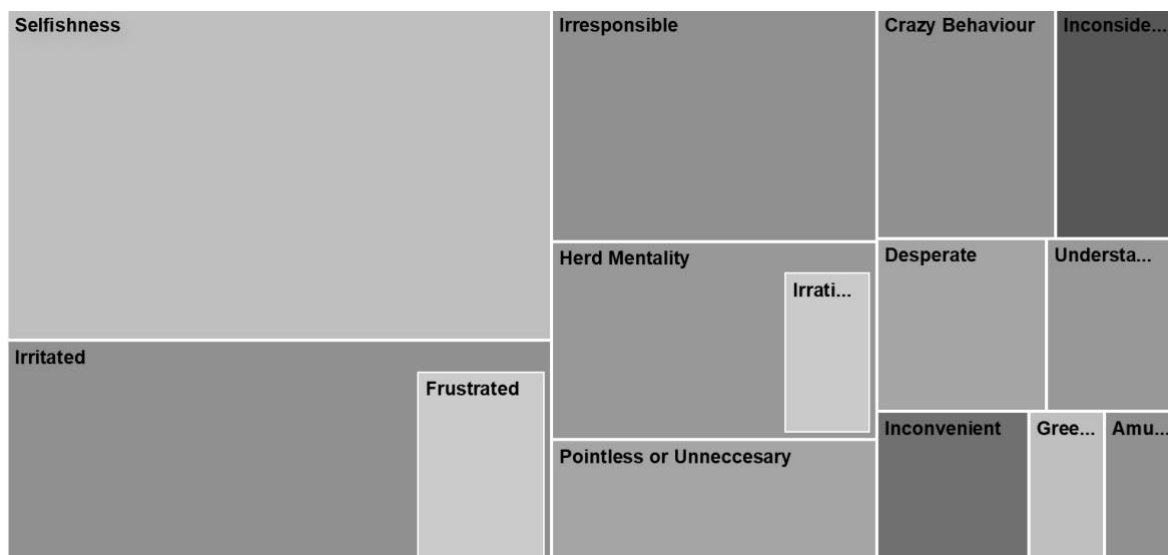 Selfishness
Irresponsible
Crazy Behaviour
Inconside...
Herd Mentality
Irrati...
Desperate
Understa...
Irritated
Frustrated
Pointless or Unneccesary
Inconvenient
Gree...
Amu...